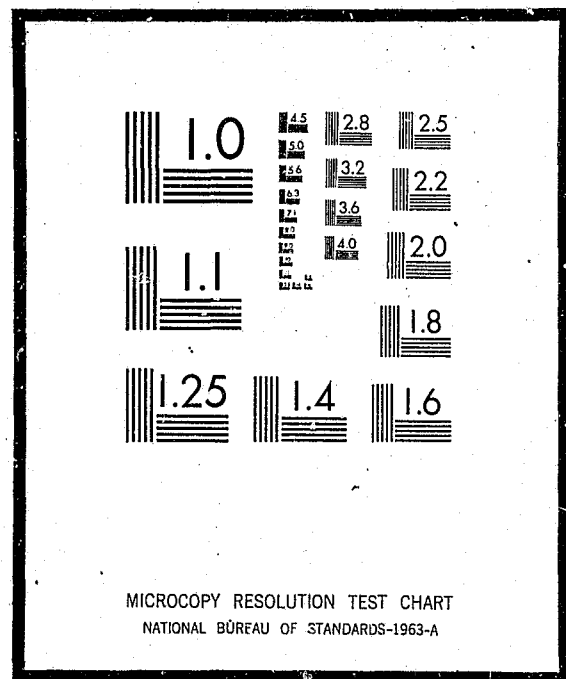 1.0
4.5 2.8 2.5
5.0
5.6 3.2 2.2
6.3
7.1 3.6
4.0 2.0
1.1
1.8
1.25 1.4 1.6
MICROCOPY RESOLUTION TEST CHART
NATIONAL BUREAU OF STANDARDS-1963-A